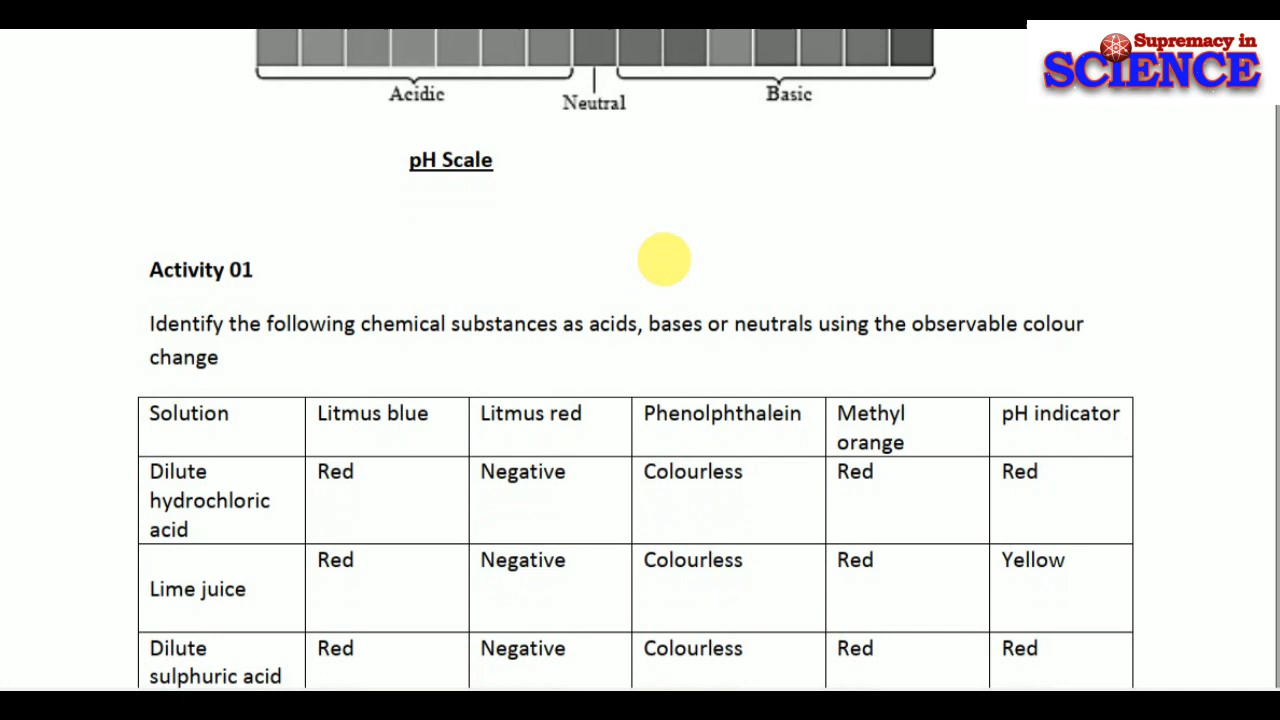 Supremacy in
SCIENCE
Acidic
Neutral
Basic
pH Scale
Activity 01
Identify the following chemical substances as acids, bases or neutrals using the observable colour
change
Solution
Litmus blue
Litmus red
Phenolphthalein
Methyl
orange
pH indicator
Dilute
hydrochloric
acid
Red
Negative
Colourless
Red
Red
Lime juice
Red
Negative
Colourless
Red
Yellow
Dilute
sulphuric acid
Red
Negative
Colourless
Red
Red